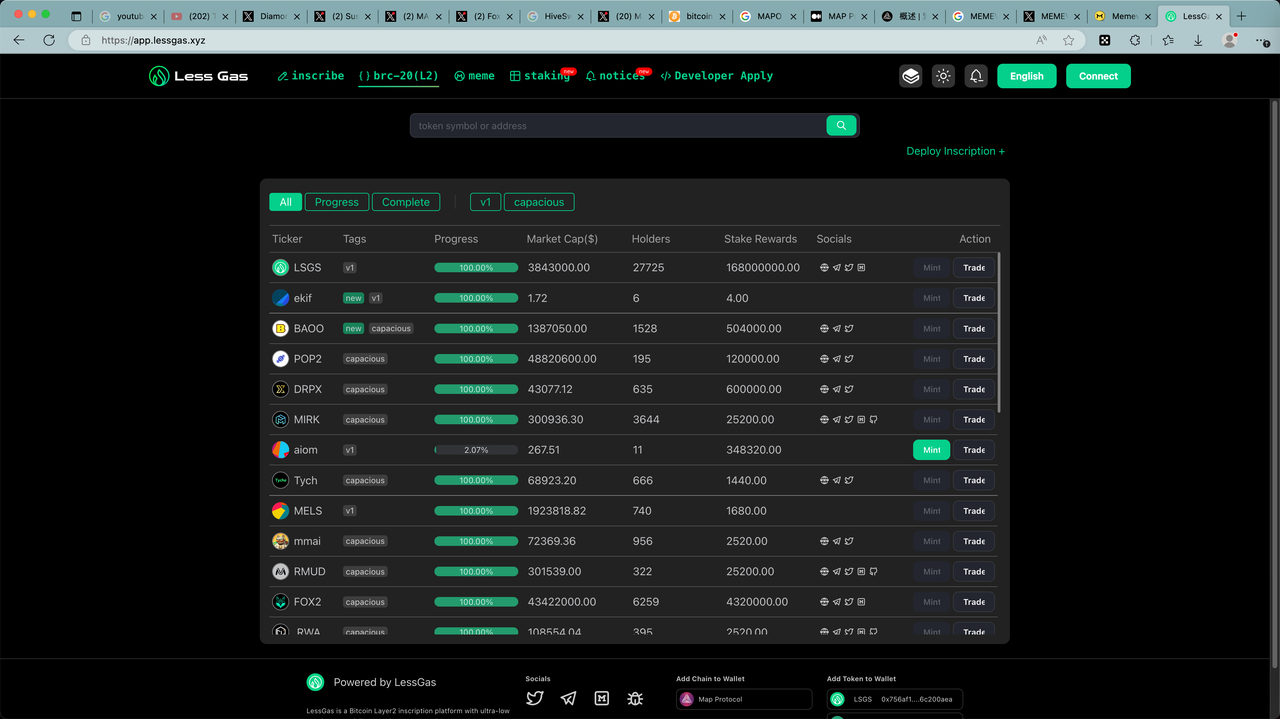 youtub
(202) T
Diamon
(2) Sus
(2) MA
(2) Fox
HiveSw
(20) M
bitcoin
MAPO
MAP P
概述 |
MEMEV
MEMEY
Memev
LessGa
https://app.lessgas.xyz
Less Gas inscribe {} brc-20(L2) meme staking new notices new </> Developer Apply English Connect
token symbol or address
Deploy Inscription +
All Progress Complete v1 capacious
Ticker Tags Progress Market Cap($) Holders Stake Rewards Socials Action
LSGS v1 100.00% 3843000.00 27725 168000000.00 Mint Trade
ekif new v1 100.00% 1.72 6 4.00 Mint Trade
BAOO new capacious 100.00% 1387050.00 1528 504000.00 Mint Trade
POP2 capacious 100.00% 48820600.00 195 120000.00 Mint Trade
DRPX capacious 100.00% 43077.12 635 600000.00 Mint Trade
MIRK capacious 100.00% 300936.30 3644 25200.00 Mint Trade
aiom v1 2.07% 267.51 11 348320.00 Mint Trade
Tych capacious 100.00% 68923.20 666 1440.00 Mint Trade
MELS v1 100.00% 1923818.82 740 1680.00 Mint Trade
mmai capacious 100.00% 72369.36 956 2520.00 Mint Trade
RMUD capacious 100.00% 301539.00 322 25200.00 Mint Trade
FOX2 capacious 100.00% 43422000.00 6259 4320000.00 Mint Trade
RWA capacious 100.00% 108554.04 395 2520.00 Mint Trade
Powered by LessGas
LessGas is a Bitcoin Layer2 inscription platform with ultra-low
Socials
Add Chain to Wallet
Map Protocol
Add Token to Wallet
LSGS 0x756af1....6c200aea